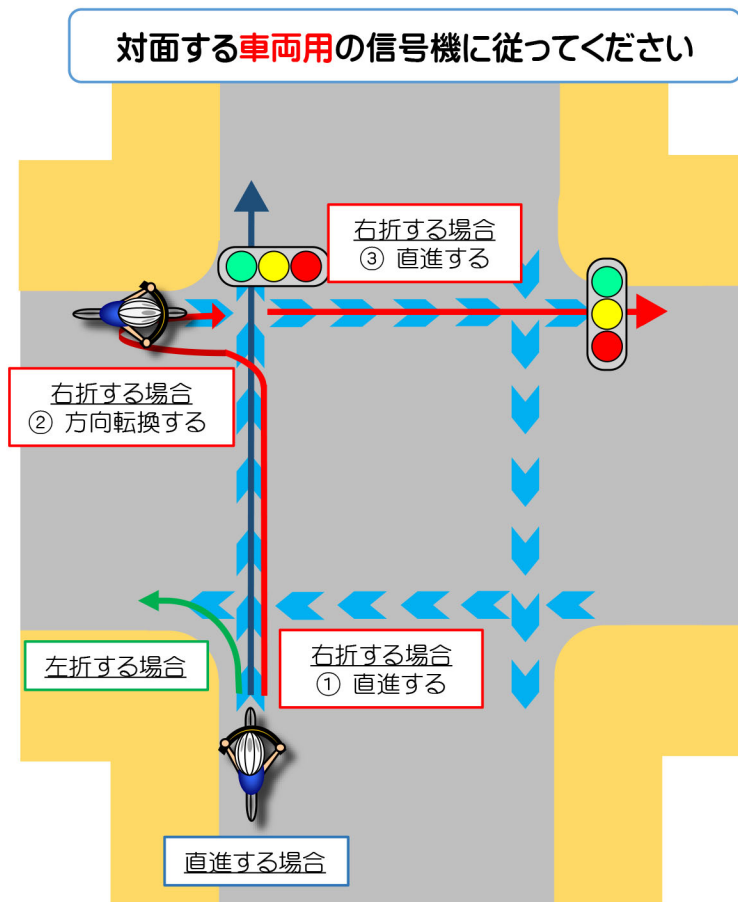 対面する車両用の信号機に従ってください
右折する場合
③ 直進する
右折する場合
② 方向転換する
左折する場合
右折する場合
① 直進する
直進する場合